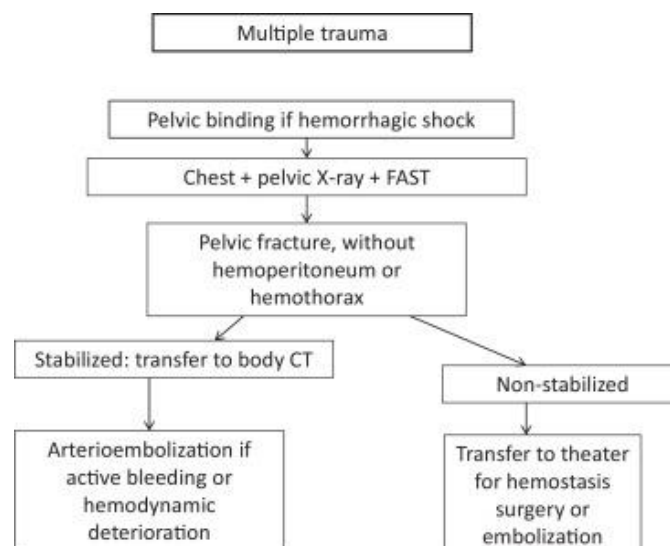 Multiple trauma
Pelvic binding if hemorrhagic shock
Chest + pelvic X-ray + FAST
Pelvic fracture, without
hemoperitoneum or
hemothorax
Stabilized: transfer to body CT
Non-stabilized
Arterioembolization if
active bleeding or
hemodynamic
deterioration
Transfer to theater
for hemostasis
surgery or
embolization